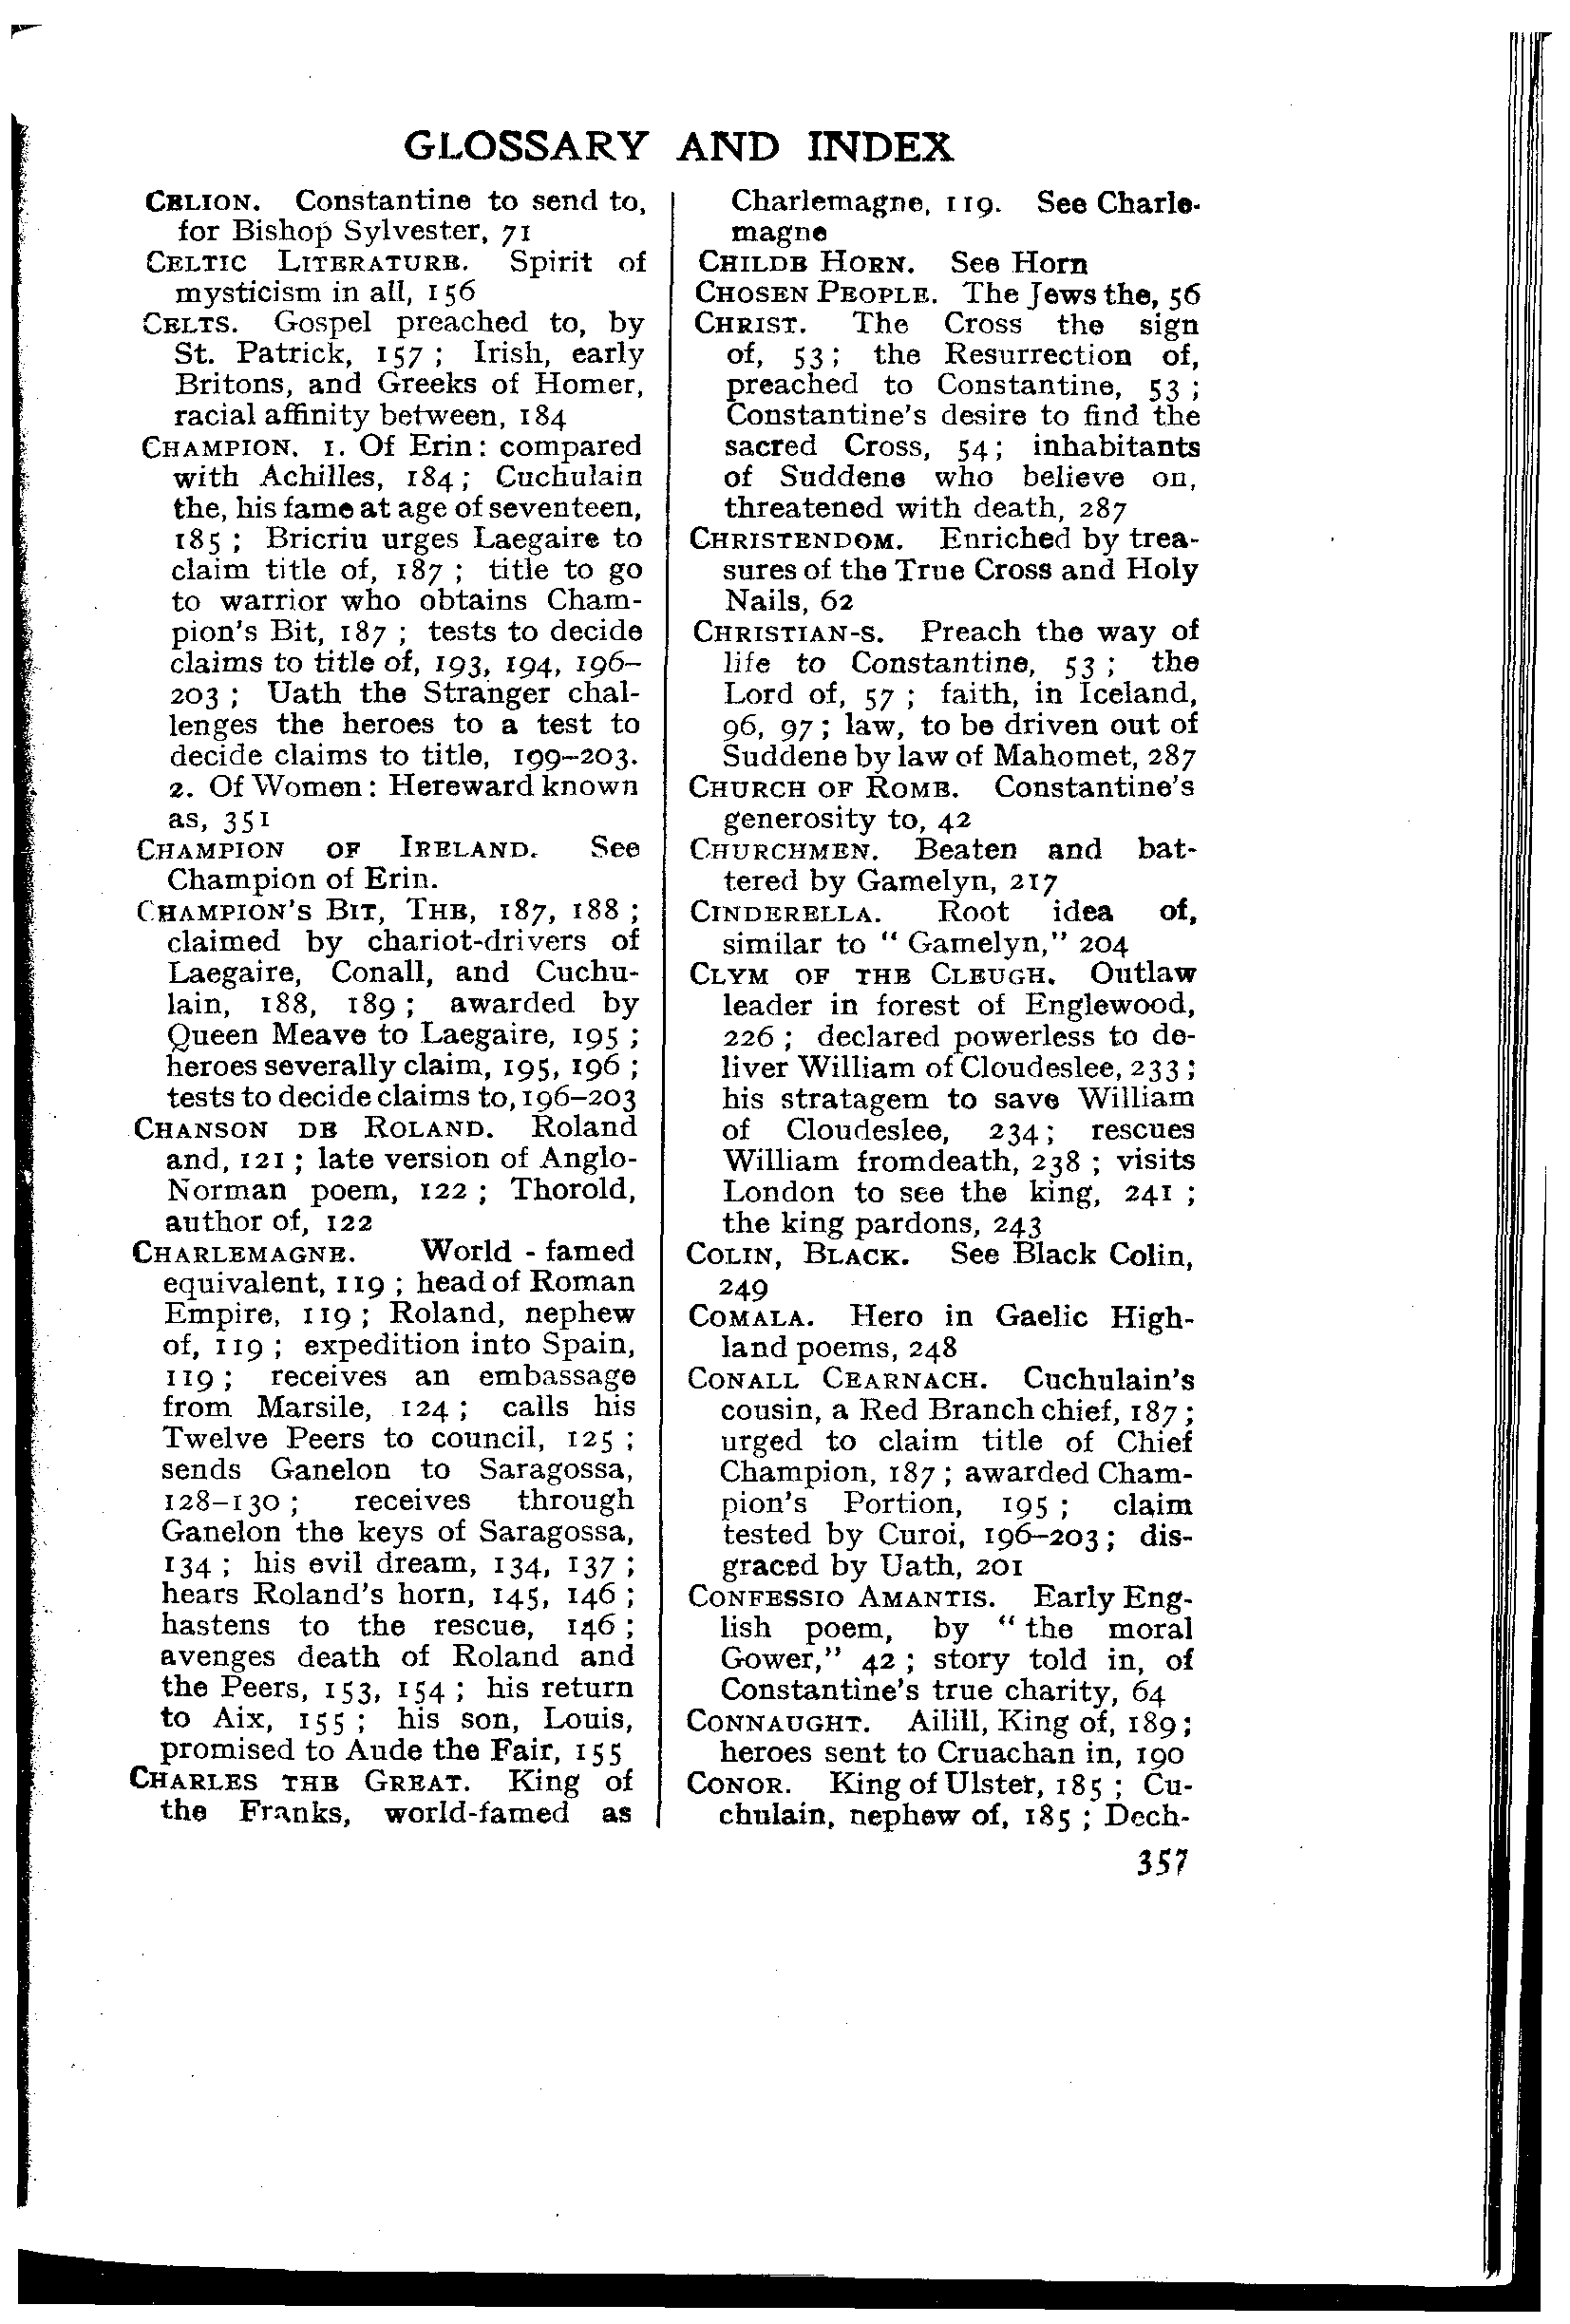 GLOSSARY AND INDEX
CELION. Constantine to send to,
for Bishop Sylvester, 71
CELTIC LITERATURE. Spirit of
mysticism in all, 156
CELTS. Gospel preached to, by
St. Patrick, 157 ; Irish, early
Britons, and Greeks of Homer,
racial affinity between, 184
CHAMPION. 1. Of Erin : compared
with Achilles, 184 ; Cuchulain
the, his fame at age of seventeen,
185 ; Bricriu urges Laegaire to
claim title of, 187 ; title to go
to warrior who obtains Cham-
pion's Bit, 187 ; tests to decide
claims to title of, 193, 194, 196–
203 ; Uath the Stranger chal-
lenges the heroes to a test to
decide claims to title, 199–203.
2. Of Women : Hereward known
as, 351
CHAMPION OF IRELAND. See
Champion of Erin.
CHAMPION'S BIT, THE, 187, 188 ;
claimed by chariot-drivers of
Laegaire, Conall, and Cuchu-
lain, 188, 189 ; awarded by
Queen Meave to Laegaire, 195 ;
heroes severally claim, 195, 196 ;
tests to decide claims to, 196–203
CHANSON DE ROLAND. Roland
and, 121 ; late version of Anglo-
Norman poem, 122 ; Thorold,
author of, 122
CHARLEMAGNE. World - famed
equivalent, 119 ; head of Roman
Empire, 119 ; Roland, nephew
of, 119 ; expedition into Spain,
119 ; receives an embassage
from Marsile, 124 ; calls his
Twelve Peers to council, 125 ;
sends Ganelon to Saragossa,
128–130 ; receives through
Ganelon the keys of Saragossa,
134 ; his evil dream, 134, 137 ;
hears Roland's horn, 145, 146 ;
hastens to the rescue, 146 ;
avenges death of Roland and
the Peers, 153, 154 ; his return
to Aix, 155 ; his son, Louis,
promised to Aude the Fair, 155
CHARLES THE GREAT. King of
the Franks, world-famed as
Charlemagne, 119. See Charle-
magne
CHILDE HORN. See Horn
CHOSEN PEOPLE. The Jews the, 56
CHRIST. The Cross the sign
of, 53 ; the Resurrection of,
preached to Constantine, 53 ;
Constantine's desire to find the
sacred Cross, 54 ; inhabitants
of Suddene who believe on,
threatened with death, 287
CHRISTENDOM. Enriched by trea-
sures of the True Cross and Holy
Nails, 62
CHRISTIAN-S. Preach the way of
life to Constantine, 53 ; the
Lord of, 57 ; faith, in Iceland,
96, 97 ; law, to be driven out of
Suddene by law of Mahomet, 287
CHURCH OF ROME. Constantine's
generosity to, 42
CHURCHMEN. Beaten and bat-
tered by Gamelyn, 217
CINDERELLA. Root idea of,
similar to " Gamelyn," 204
CLYM OF THE CLEUGH. Outlaw
leader in forest of Englewood,
226 ; declared powerless to de-
liver William of Cloudeslee, 233 ;
his stratagem to save William
of Cloudeslee, 234 ; rescues
William fromdeath, 238 ; visits
London to see the king, 241 ;
the king pardons, 243
COLIN, BLACK. See Black Colin,
249
COMALA. Hero in Gaelic High-
land poems, 248
CONALL CEARNACH. Cuchulain's
cousin, a Red Branch chief, 187 ;
urged to claim title of Chief
Champion, 187 ; awarded Cham-
pion's Portion, 195 ; claim
tested by Curoi, 196–203 ; dis-
graced by Uath, 201
CONFESSIO AMANTIS. Early Eng-
lish poem, by " the moral
Gower," 42 ; story told in, of
Constantine's true charity, 64
CONNAUGHT. Ailill, King of, 189 ;
heroes sent to Cruachan in, 190
CONOR. King of Ulster, 185 ; Cu-
chulain, nephew of, 185 ; Dech-
357